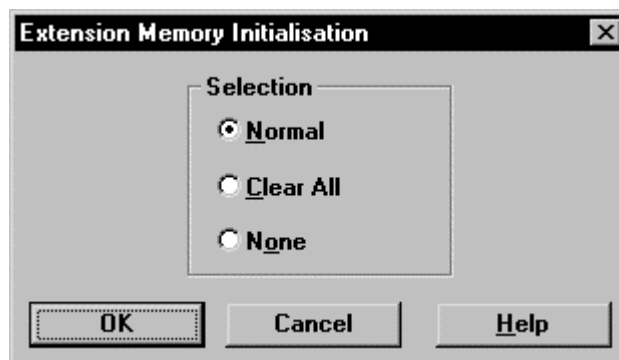 Extension Memory Initialisation
Selection
Normal
Clear All
None
OK Cancel Help